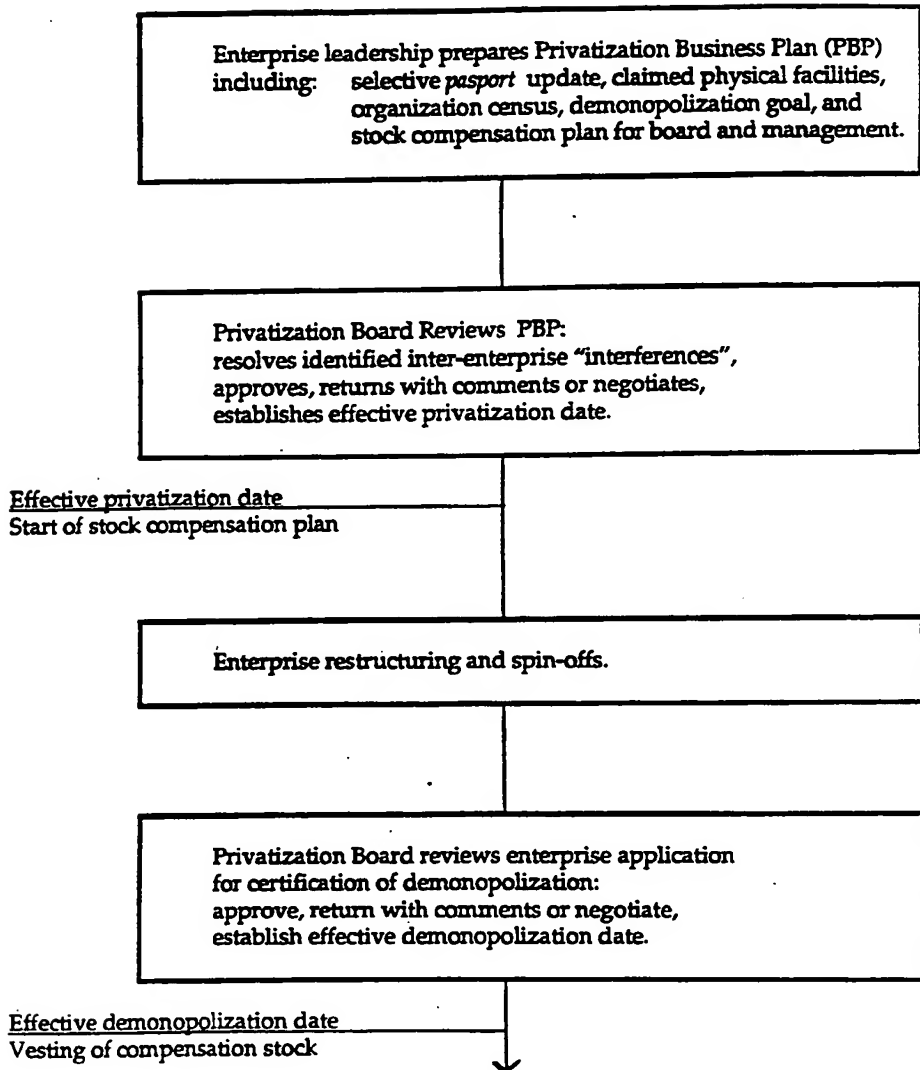 Enterprise leadership prepares Privatization Business Plan (PBP)
including: selective pasport update, claimed physical facilities,
organization census, demonopolization goal, and
stock compensation plan for board and management.
Privatization Board Reviews PBP:
resolves identified inter-enterprise "interferences",
approves, returns with comments or negotiates,
establishes effective privatization date.
Effective privatization date
Start of stock compensation plan
Enterprise restructuring and spin-offs.
Privatization Board reviews enterprise application
for certification of demonopolization:
approve, return with comments or negotiate,
establish effective demonopolization date.
Effective demonopolization date
Vesting of compensation stock